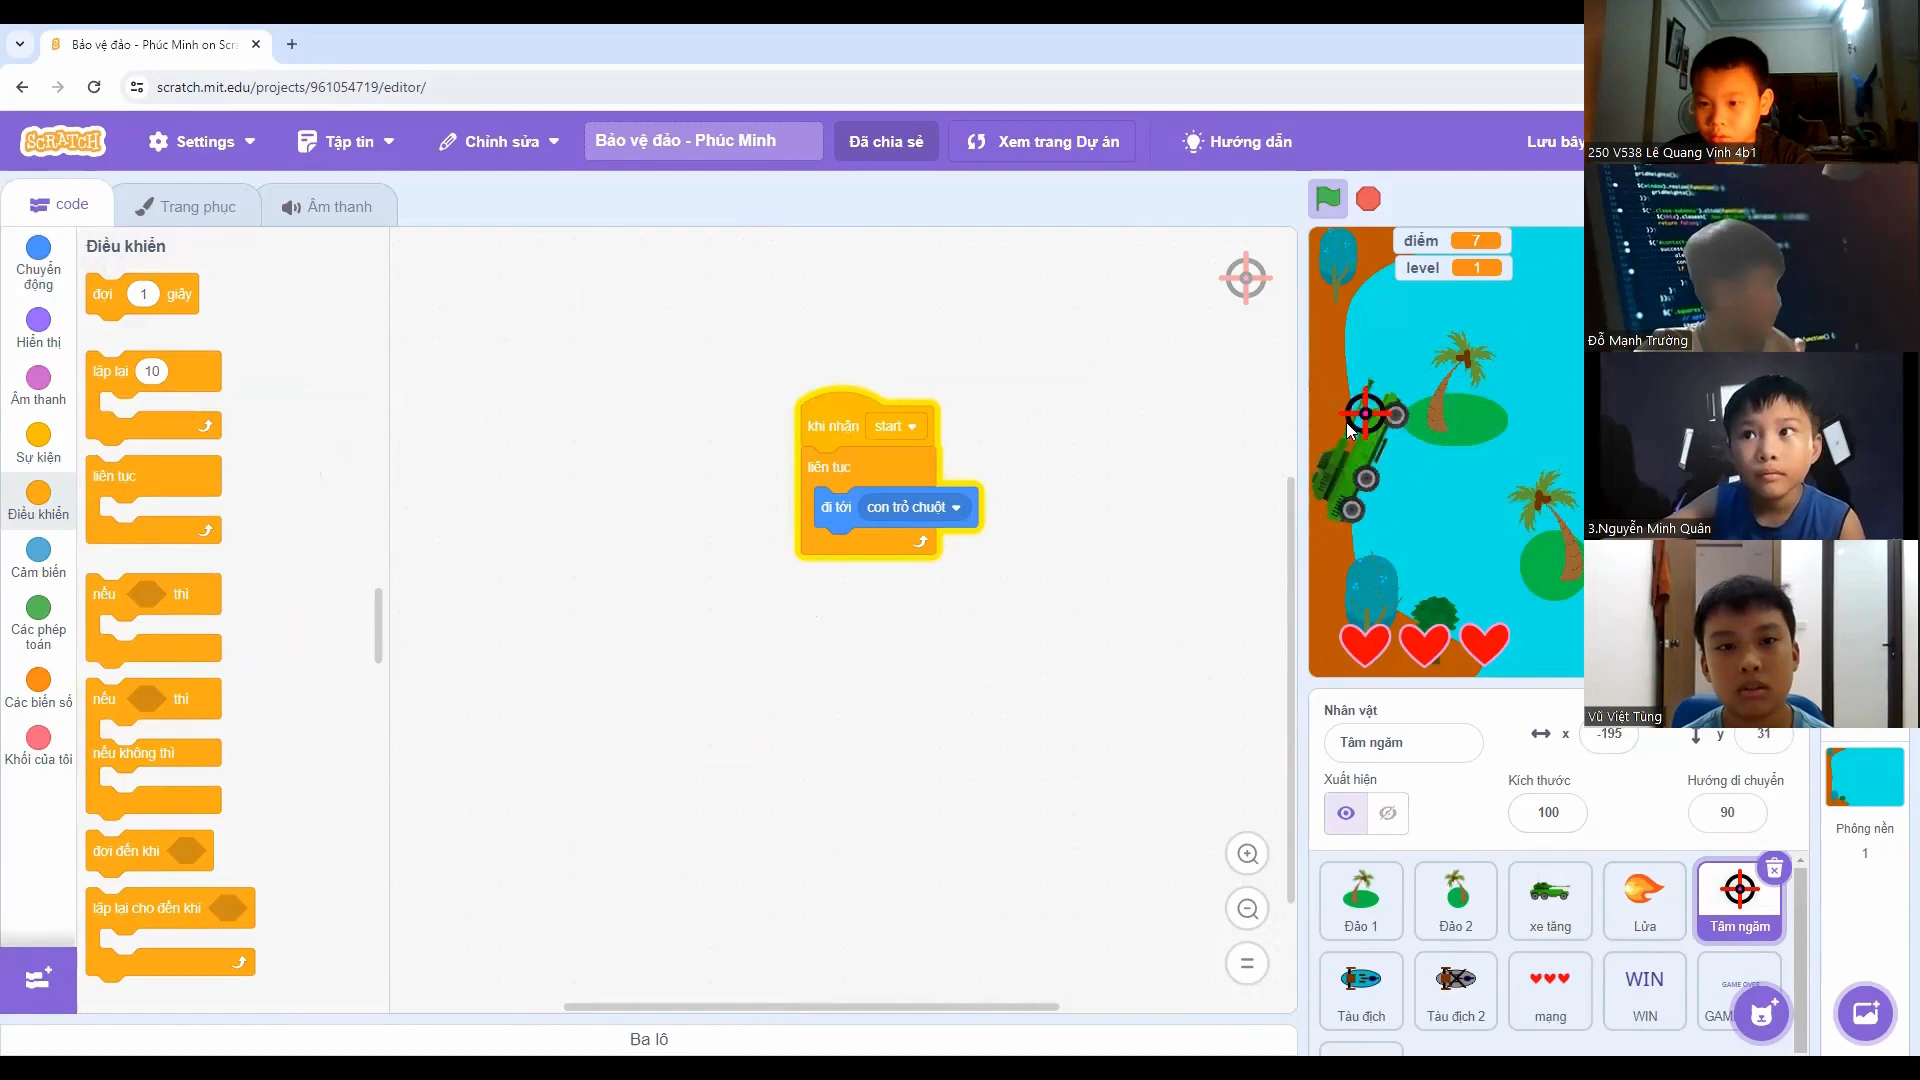 Bảo vệ đảo - Phúc Minh on Scr
scratch.mit.edu/projects/961054719/editor/
SCRATCH
Settings
Tập tin
Chỉnh sửa
Bảo vệ đảo - Phúc Minh
Đã chia sẻ
Xem trang Dự án
Hướng dẫn
Lưu bây
code
Trang phục
Âm thanh
Chuyển động
Hiển thị
Âm thanh
Sự kiện
Điều khiển
Cảm biến
Các phép toán
Các biến số
Khối của tôi
Điều khiển
đợi 1 giây
lặp lại 10
liên tục
nếu thì
nếu thì
nếu không thì
đợi đến khi
lặp lại cho đến khi
khi nhận start
liên tục
đi tới con trỏ chuột
Ba lô
điểm 7
level 1
250 V538 Lê Quang Vinh 4b1
Đỗ Mạnh Trường
3.Nguyễn Minh Quân
Vũ Việt Tùng
Nhân vật
Tâm ngăm
x -195
y 31
Xuất hiện
Kích thước
100
Hướng di chuyển
90
Đảo 1
Đảo 2
xe tăng
Lửa
Tâm ngăm
Tàu địch
Tàu địch 2
mạng
WIN
WIN
GAME OVER
GAM
Phông nền
1